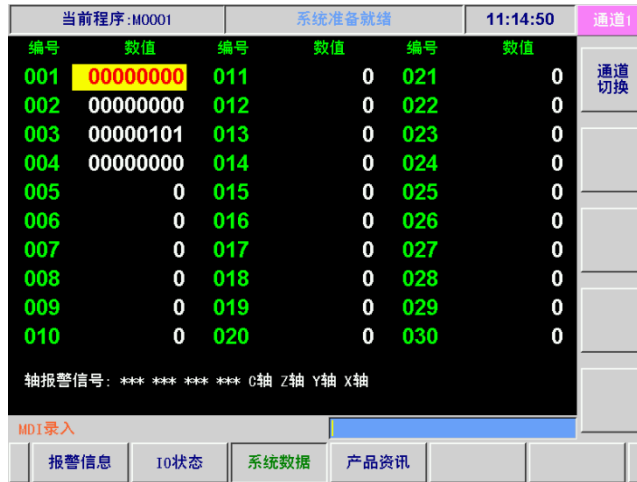 当前程序:M0001 系统准备就绪 11:14:50 通道1
编号 数值 编号 数值 编号 数值
001 00000000 011 0 021 0
通道
切换
002 00000000 012 0 022 0
003 00000101 013 0 023 0
004 00000000 014 0 024 0
005 0 015 0 025 0
006 0 016 0 026 0
007 0 017 0 027 0
008 0 018 0 028 0
009 0 019 0 029 0
010 0 020 0 030 0
轴报警信号: *** *** *** *** C轴 Z轴 Y轴 X轴
MDI录入
报警信息 IO状态 系统数据 产品资讯